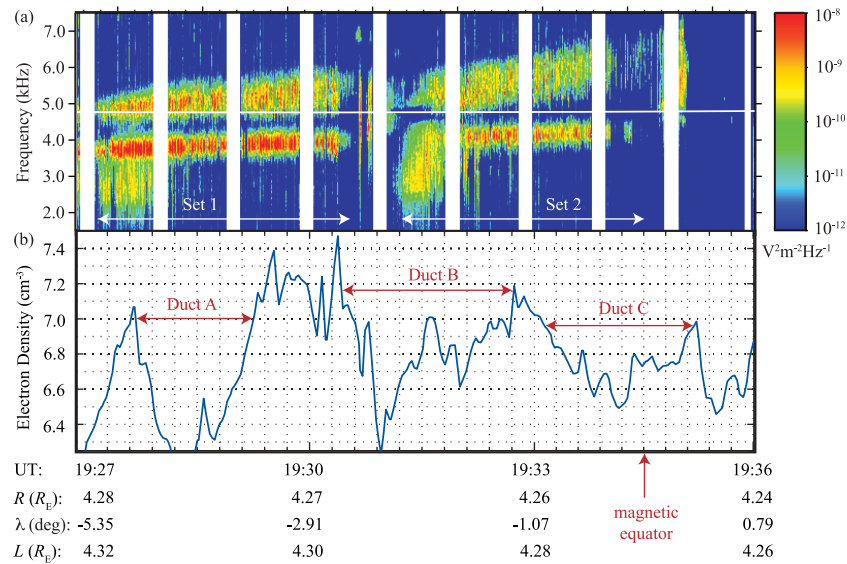 (a)
Frequency (kHz)
7.0
6.0
5.0
4.0
3.0
2.0
Set 1
Set 2
10-8
10-9
10-10
10-11
10-12
V2m-2Hz-1
(b)
Electron Density (cm-3)
7.4
7.2
7.0
6.8
6.6
6.4
Duct A
Duct B
Duct C
UT: 19:27 19:30 19:33 19:36
R (RE): 4.28 4.27 4.26 4.24
λ (deg): -5.35 -2.91 -1.07 0.79
L (RE): 4.32 4.30 4.28 4.26
magnetic
equator